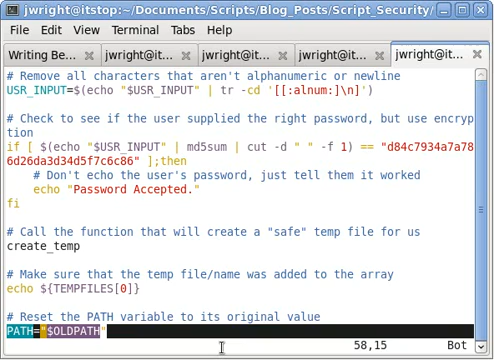 jwright@itstop:~/Documents/Scripts/Blog_Posts/Script_Security/
File Edit View Terminal Tabs Help
Writing Be... jwright@it... jwright@it... jwright@it... jwright@it...
# Remove all characters that aren't alphanumeric or newline
USR_INPUT=$(echo "$USR_INPUT" | tr -cd '[[:alnum:]\n]')
# Check to see if the user supplied the right password, but use encryp
tion
if [ $(echo "$USR_INPUT" | md5sum | cut -d " " -f 1) == "d84c7934a7a78
6d26da3d34d5f7c6c86" ];then
# Don't echo the user's password, just tell them it worked
echo "Password Accepted."
fi
# Call the function that will create a "safe" temp file for us
create_temp
# Make sure that the temp file/name was added to the array
echo ${TEMPFILES[0]}
# Reset the PATH variable to its original value
PATH="$OLDPATH"
58,15 Bot